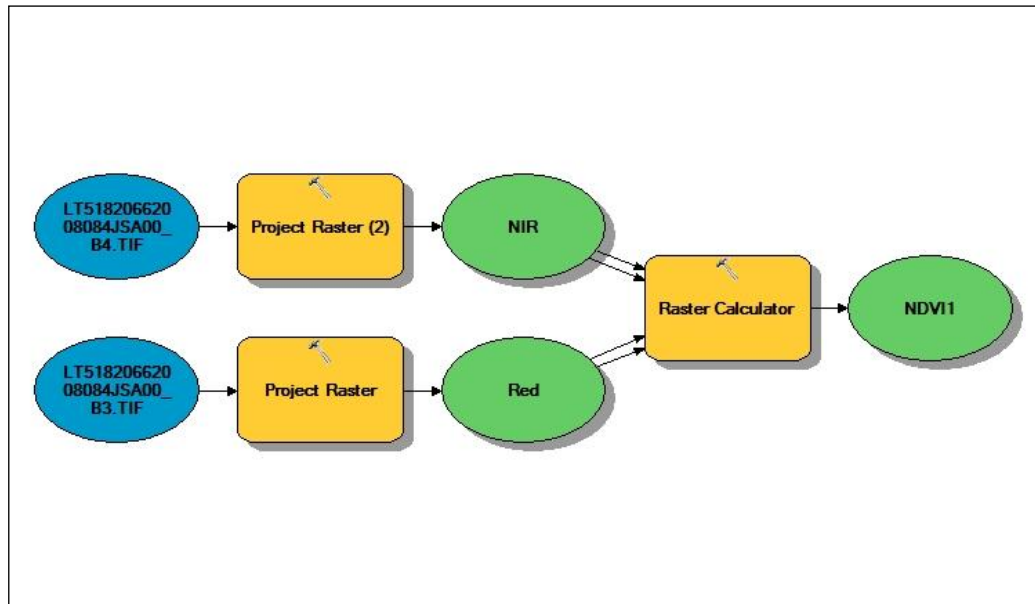 LT518206620
08084JSA00_
B4.TIF
Project Raster (2)
NIR
Raster Calculator
NDVI1
LT518206620
08084JSA00_
B3.TIF
Project Raster
Red